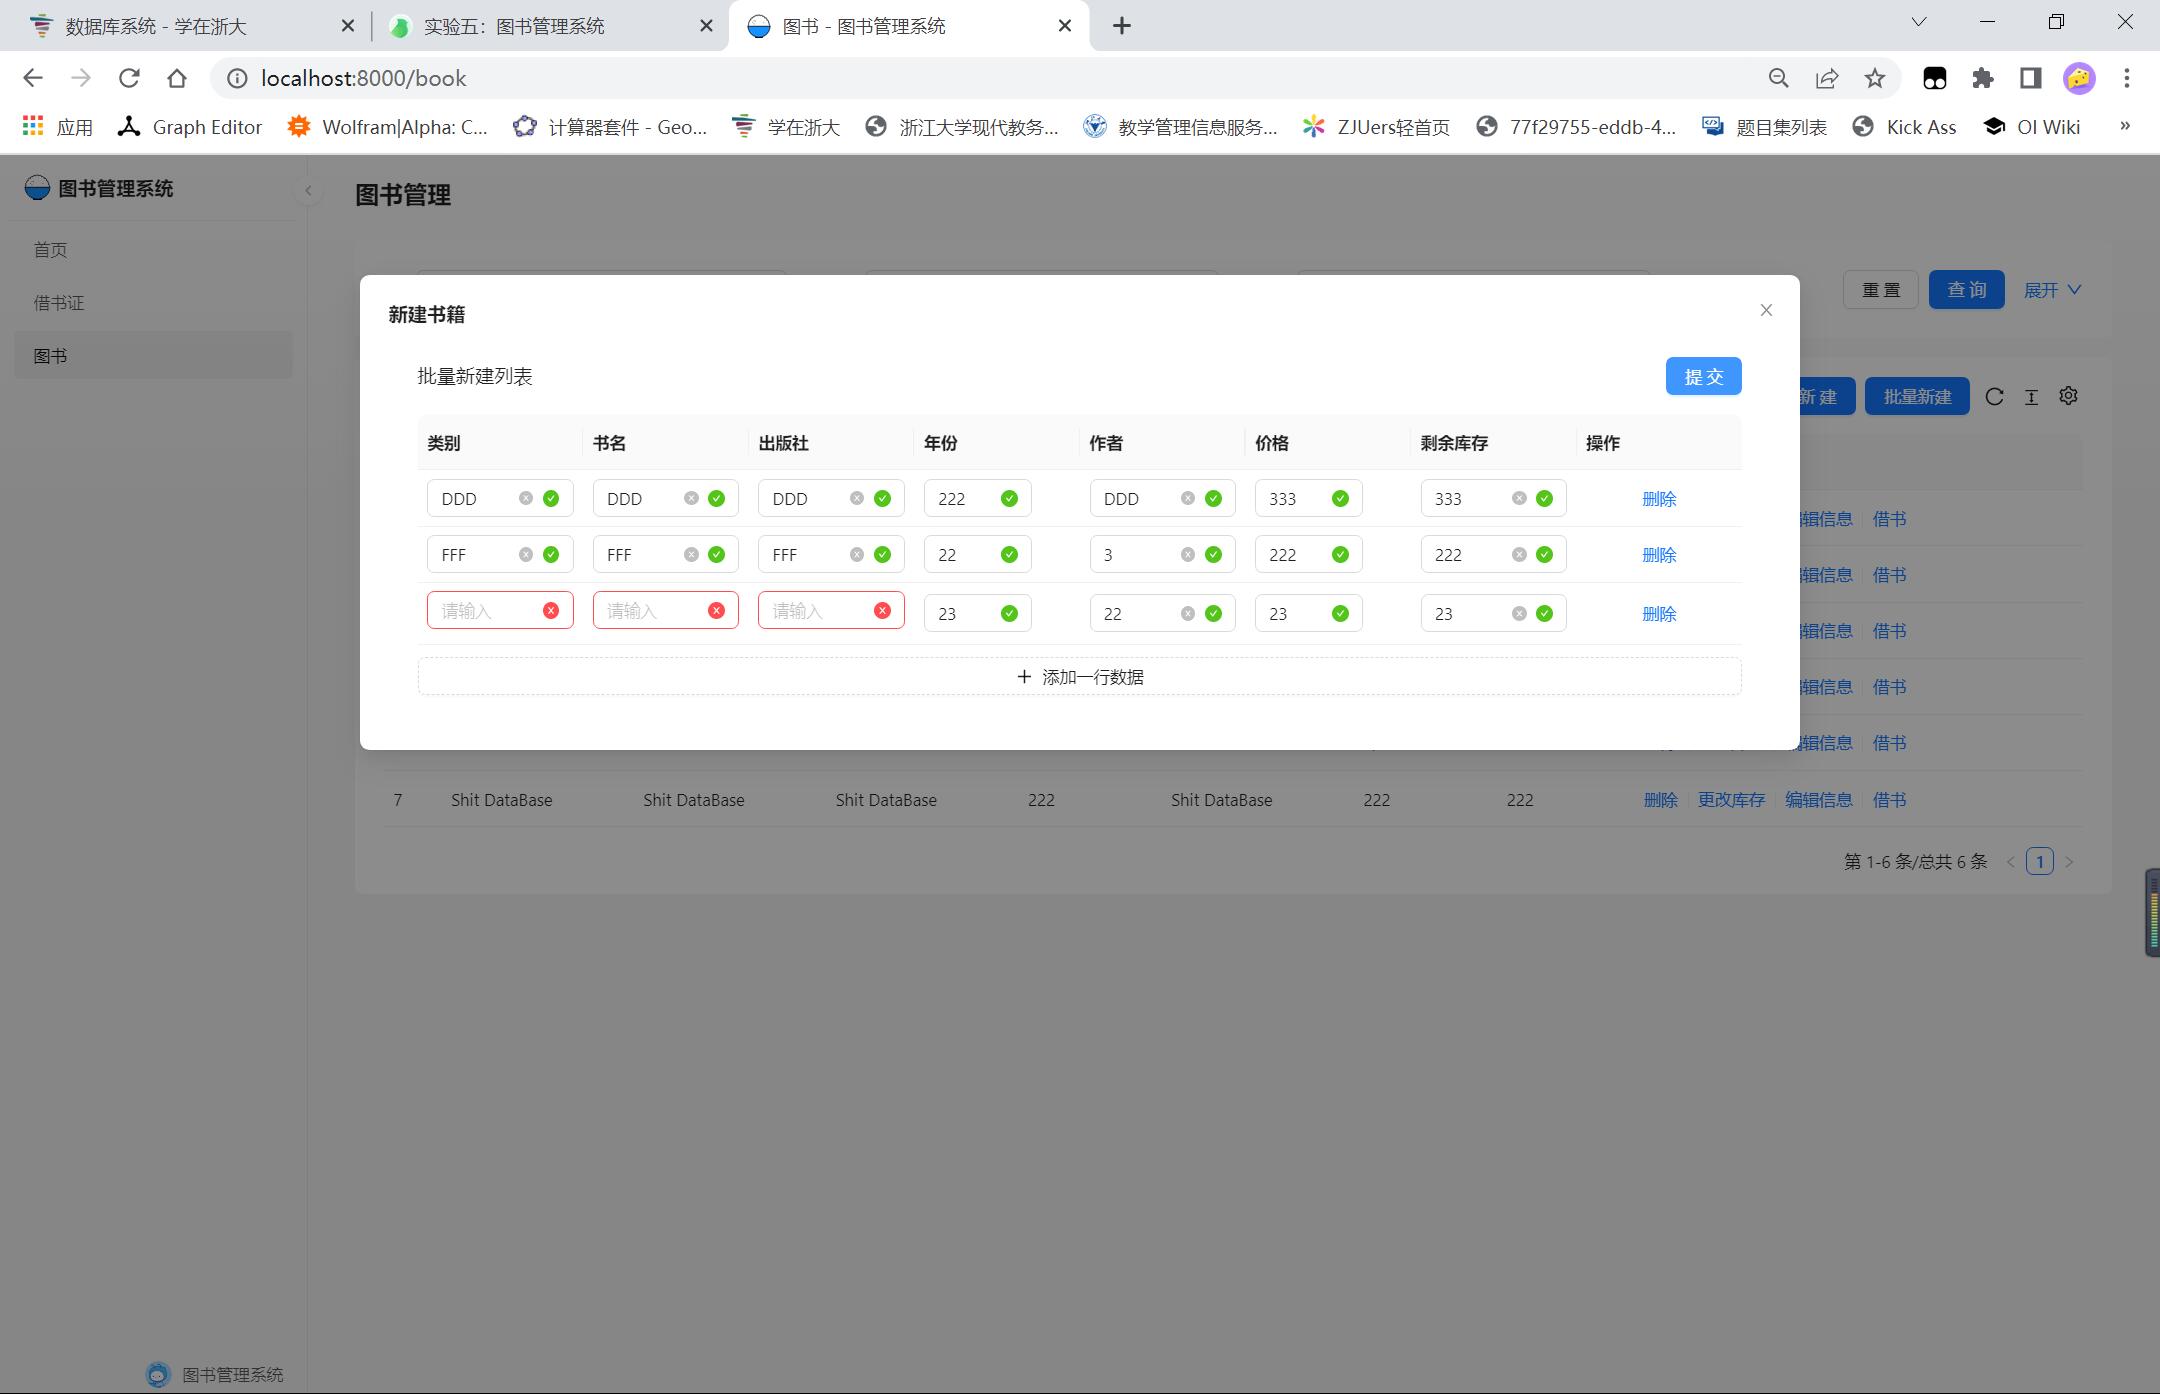 数据库系统 - 学在浙大
实验五：图书管理系统
图书 - 图书管理系统
localhost:8000/book
应用
Graph Editor
Wolfram|Alpha: C...
计算器套件 - Geo...
学在浙大
浙江大学现代教务...
教学管理信息服务...
ZJUers轻首页
77f29755-eddb-4...
题目集列表
Kick Ass
OI Wiki
»
图书管理系统
首页
借书证
图书
图书管理
重 置
查 询
展开
新 建
批量新建
新建书籍
批量新建列表
提 交
类别 书名 出版社 年份 作者 价格 剩余库存 操作
DDD DDD DDD 222 DDD 333 333 删除
FFF FFF FFF 22 3 222 222 删除
请输入 请输入 请输入 23 22 23 23 删除
添加一行数据
辑信息 借书
辑信息 借书
辑信息 借书
辑信息 借书
编辑信息 借书
7 Shit DataBase Shit DataBase Shit DataBase 222 Shit DataBase 222 222 删除 更改库存 编辑信息 借书
第 1-6 条/总共 6 条
1
图书管理系统